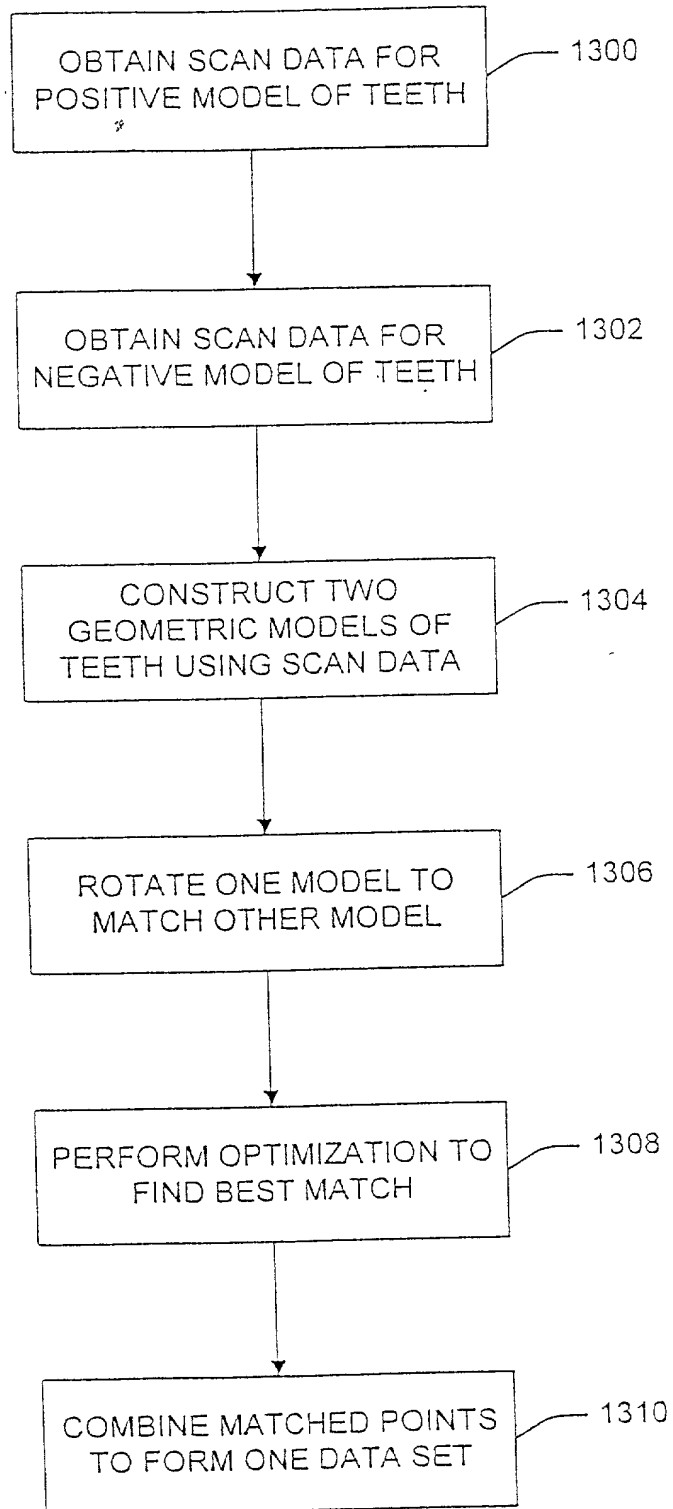 OBTAIN SCAN DATA FOR
POSITIVE MODEL OF TEETH
1300
OBTAIN SCAN DATA FOR
NEGATIVE MODEL OF TEETH
1302
CONSTRUCT TWO
GEOMETRIC MODELS OF
TEETH USING SCAN DATA
1304
ROTATE ONE MODEL TO
MATCH OTHER MODEL
1306
PERFORM OPTIMIZATION TO
FIND BEST MATCH
1308
COMBINE MATCHED POINTS
TO FORM ONE DATA SET
1310